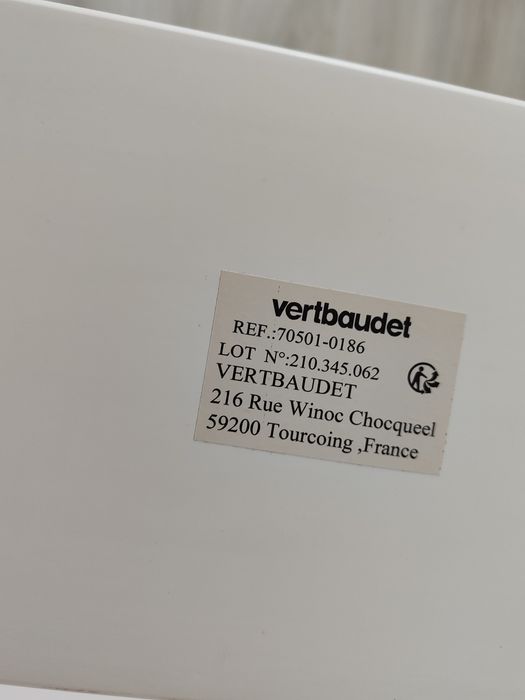 vertbaudet
REF.:70501-0186
LOT N°:210.345.062
VERTBAUDET
216 Rue Winoc Chocqueel
59200 Tourcoing ,France